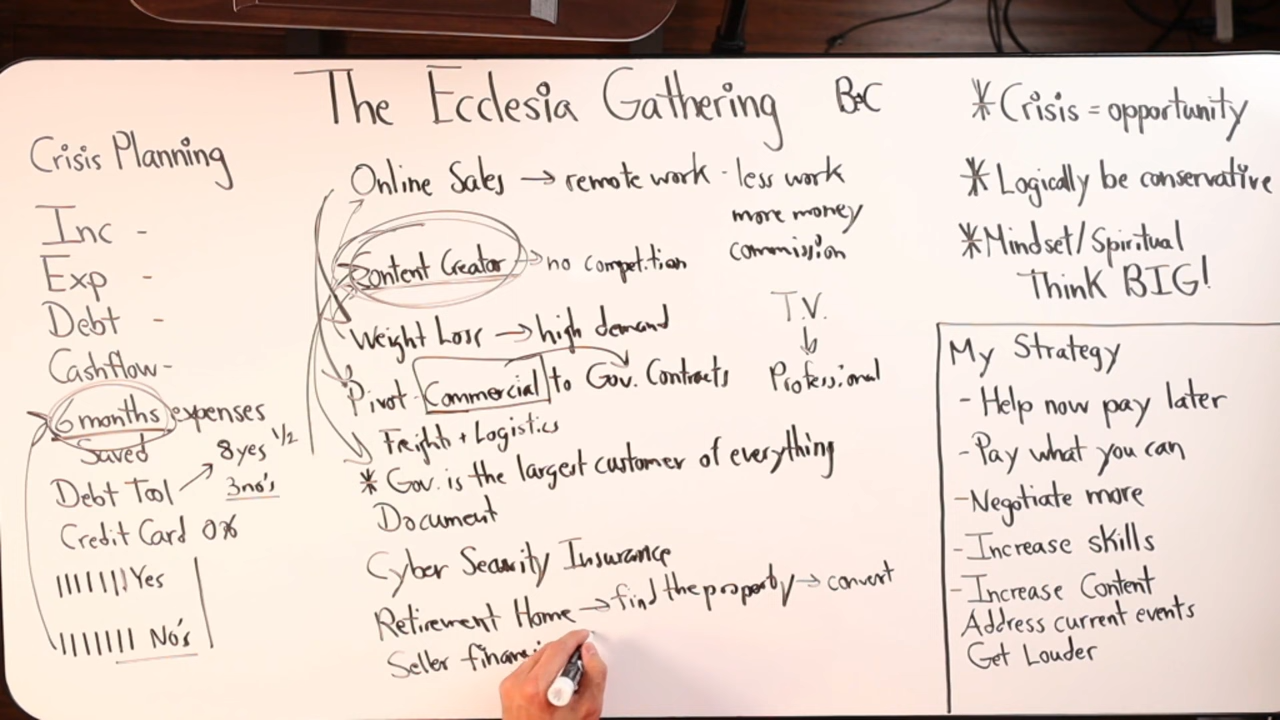 The Ecclesia Gathering B+C
Crisis Planning
Inc -
Exp -
Debt -
Cashflow -
6 months expenses
Saved
Debt Tool → 8 yes 1/2
3 no's
Credit Card 0%
|||||||| Yes
|||||||| No's
Online Sales → remote work - less work
more money
commission
Content Creator → no competition
Weight Loss → high demand
T.V.
↓
Professional
Pivot Commercial to Gov. Contracts
+ Logistics
* Gov. is the largest customer of everything
Document
Cyber Security Insurance
Retirement Home → find the property → convert
Seller
* Crisis = opportunity
* Logically be conservative
* Mindset/Spiritual
Think BIG!
My Strategy
- Help now pay later
- Pay what you can
- Negotiate more
- Increase skills
- Increase Content
Address current events
Get Louder